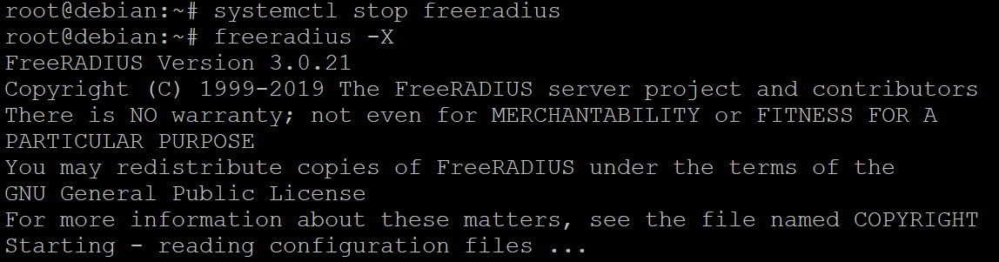 root@debian:~# systemctl stop freeradius
root@debian:~# freeradius -X
FreeRADIUS Version 3.0.21
Copyright (C) 1999-2019 The FreeRADIUS server project and contributors
There is NO warranty; not even for MERCHANTABILITY or FITNESS FOR A
PARTICULAR PURPOSE
You may redistribute copies of FreeRADIUS under the terms of the
GNU General Public License
For more information about these matters, see the file named COPYRIGHT
Starting - reading configuration files ...